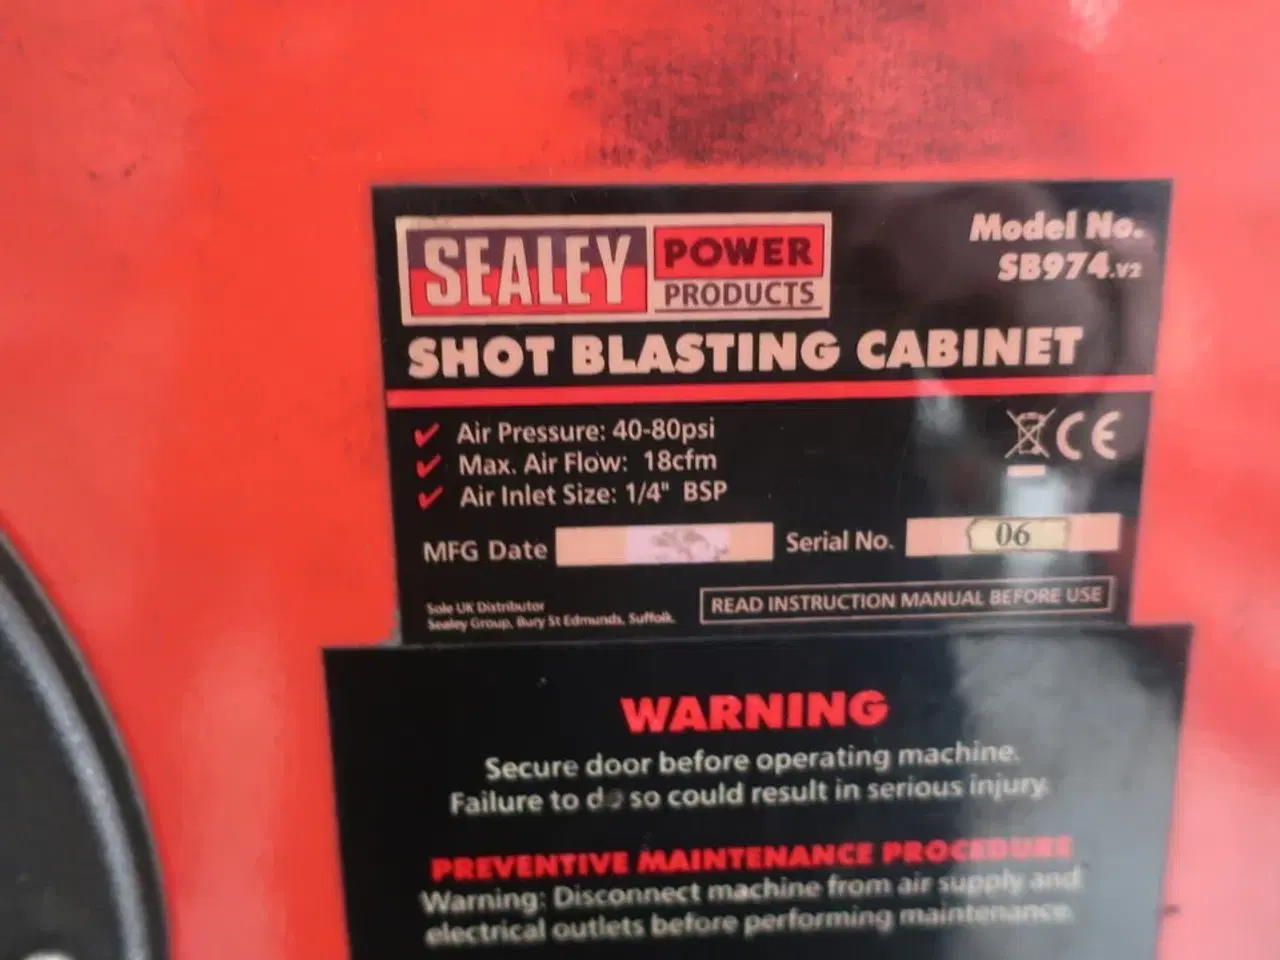 SEALEY POWER PRODUCTS
Model No.
SB974.V2
SHOT BLASTING CABINET
Air Pressure: 40-80psi
Max. Air Flow: 18cfm
Air Inlet Size: 1/4" BSP
CE
MFG Date
Serial No. 06
Sole UK Distributor
Sealey Group, Bury St Edmunds, Suffolk.
READ INSTRUCTION MANUAL BEFORE USE
WARNING
Secure door before operating machine.
Failure to do so could result in serious injury.
PREVENTIVE MAINTENANCE PROCEDURE
Warning: Disconnect machine from air supply and
electrical outlets before performing maintenance.